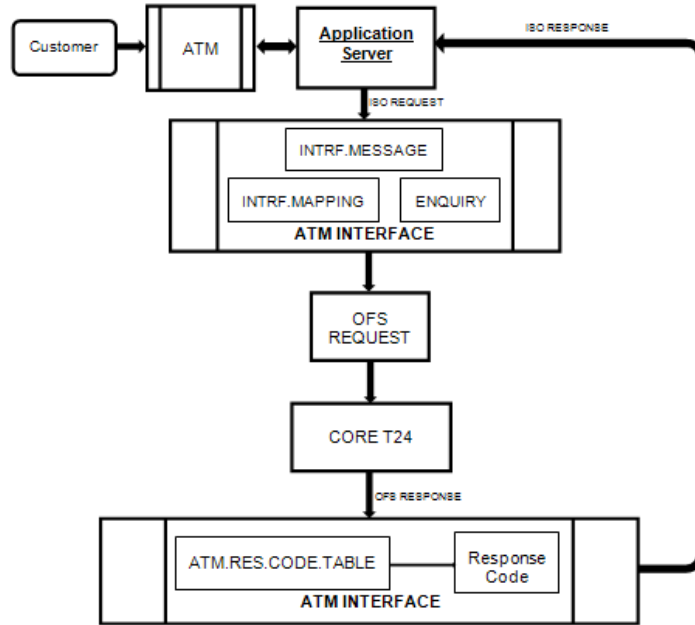 Customer
ATM
Application
Server
ISO RESPONSE
ISO REQUEST
INTRF.MESSAGE
INTRF.MAPPING
ENQUIRY
ATM INTERFACE
OFS
REQUEST
CORE T24
OFS RESPONSE
ATM.RES.CODE.TABLE
Response
Code
ATM INTERFACE